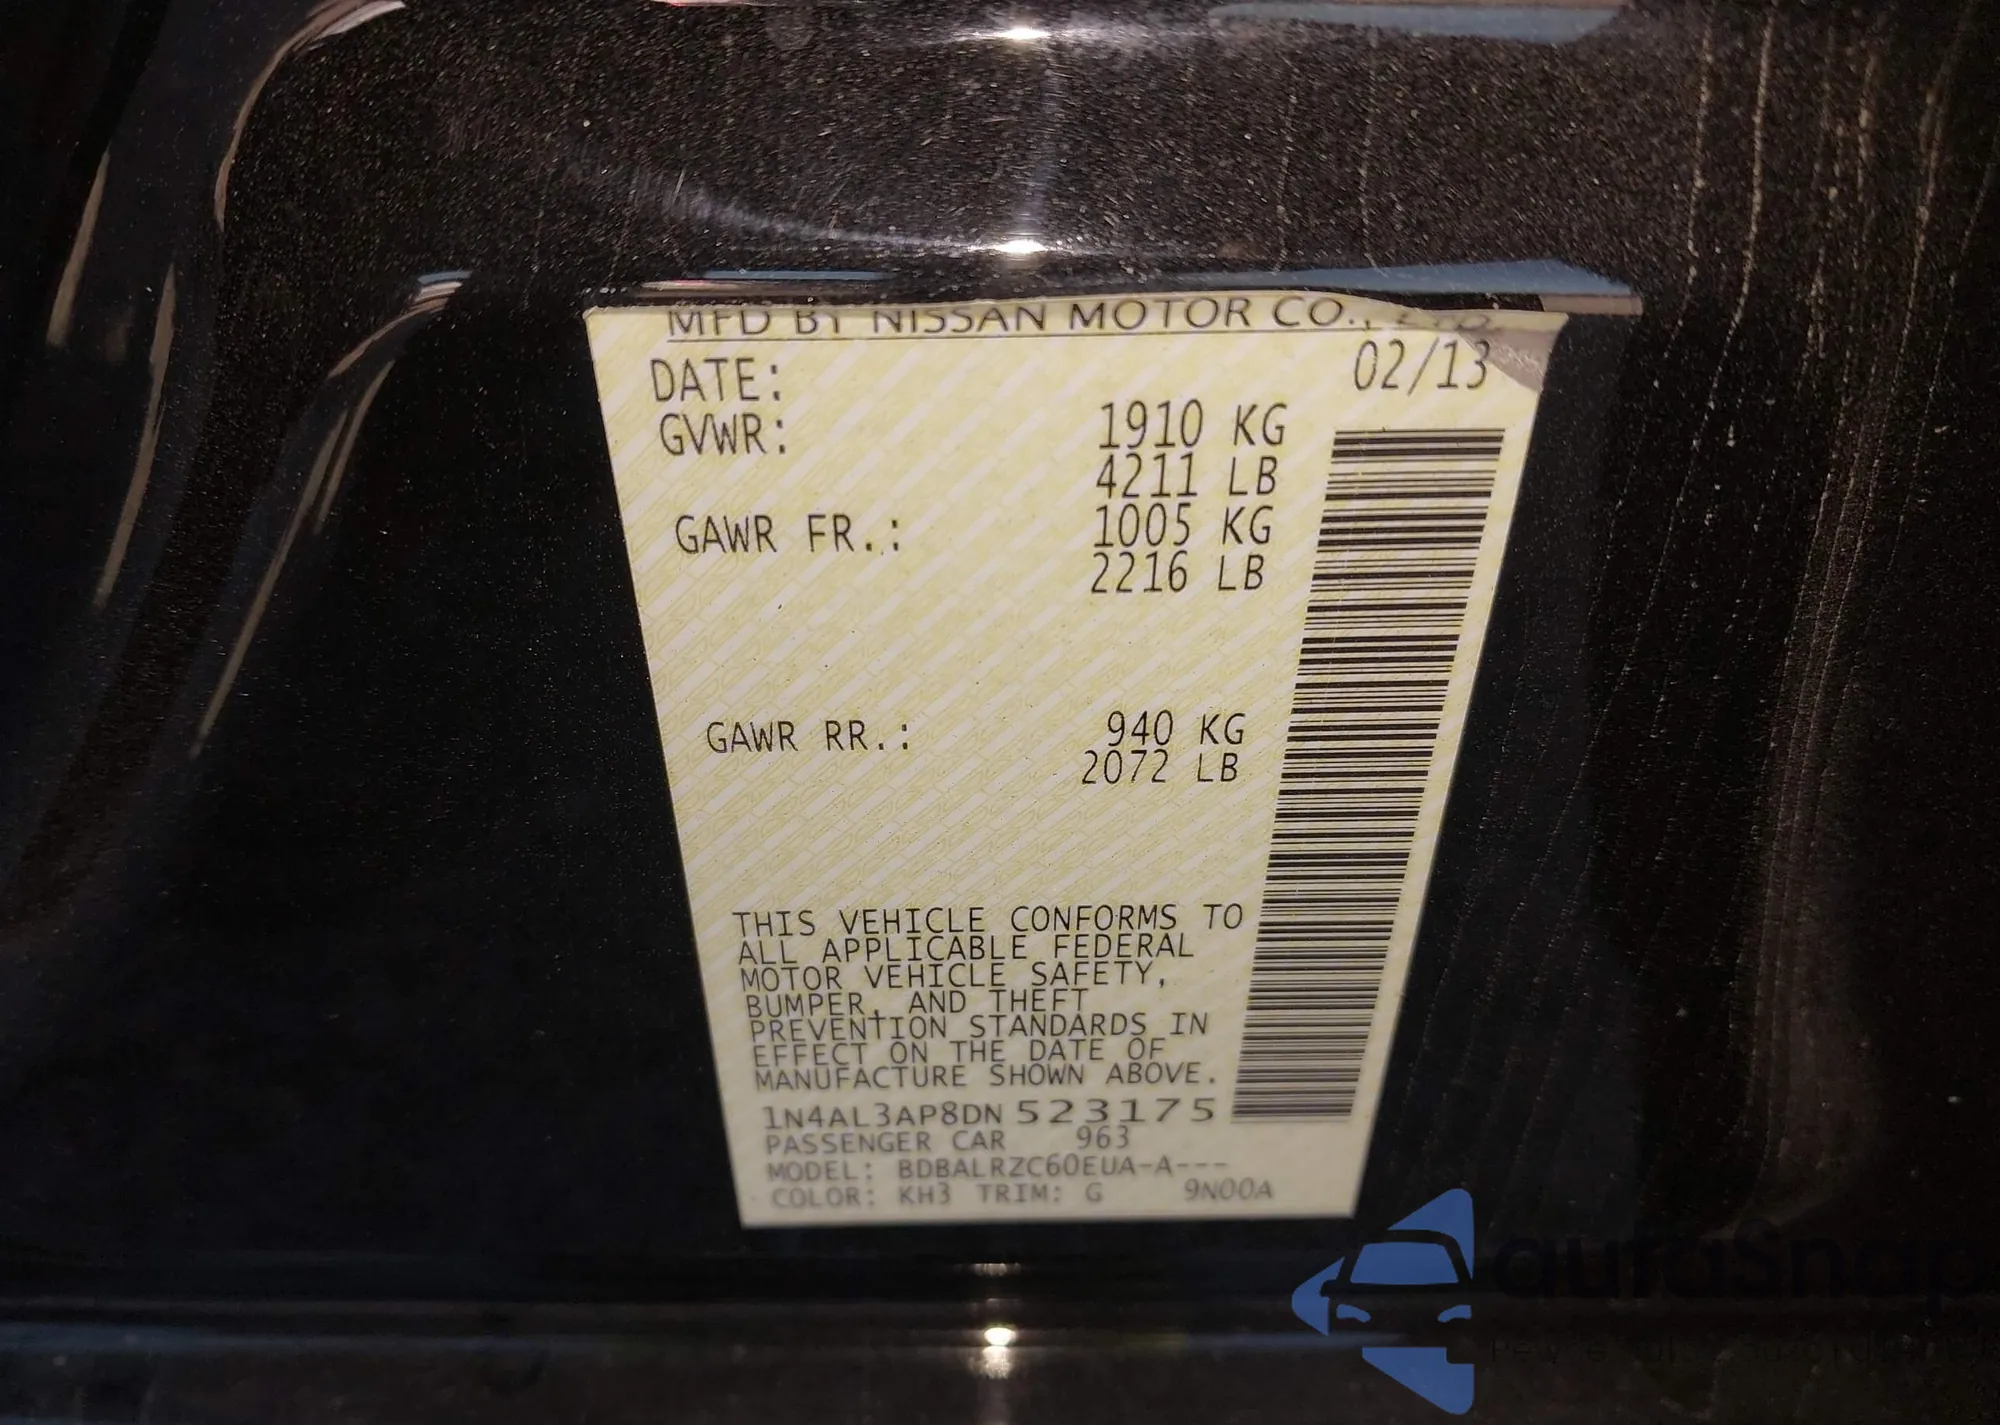 MFD BY NISSAN MOTOR CO., LTD.
DATE: 02/13
GVWR: 1910 KG
4211 LB
GAWR FR.: 1005 KG
2216 LB
GAWR RR.: 940 KG
2072 LB
THIS VEHICLE CONFORMS TO
ALL APPLICABLE FEDERAL
MOTOR VEHICLE SAFETY,
BUMPER, AND THEFT
PREVENTION STANDARDS IN
EFFECT ON THE DATE OF
MANUFACTURE SHOWN ABOVE.
1N4AL3AP8DN 523175
PASSENGER CAR 963
MODEL: BDBALRZC60EUA-A---
COLOR: KH3 TRIM: G 9N00A